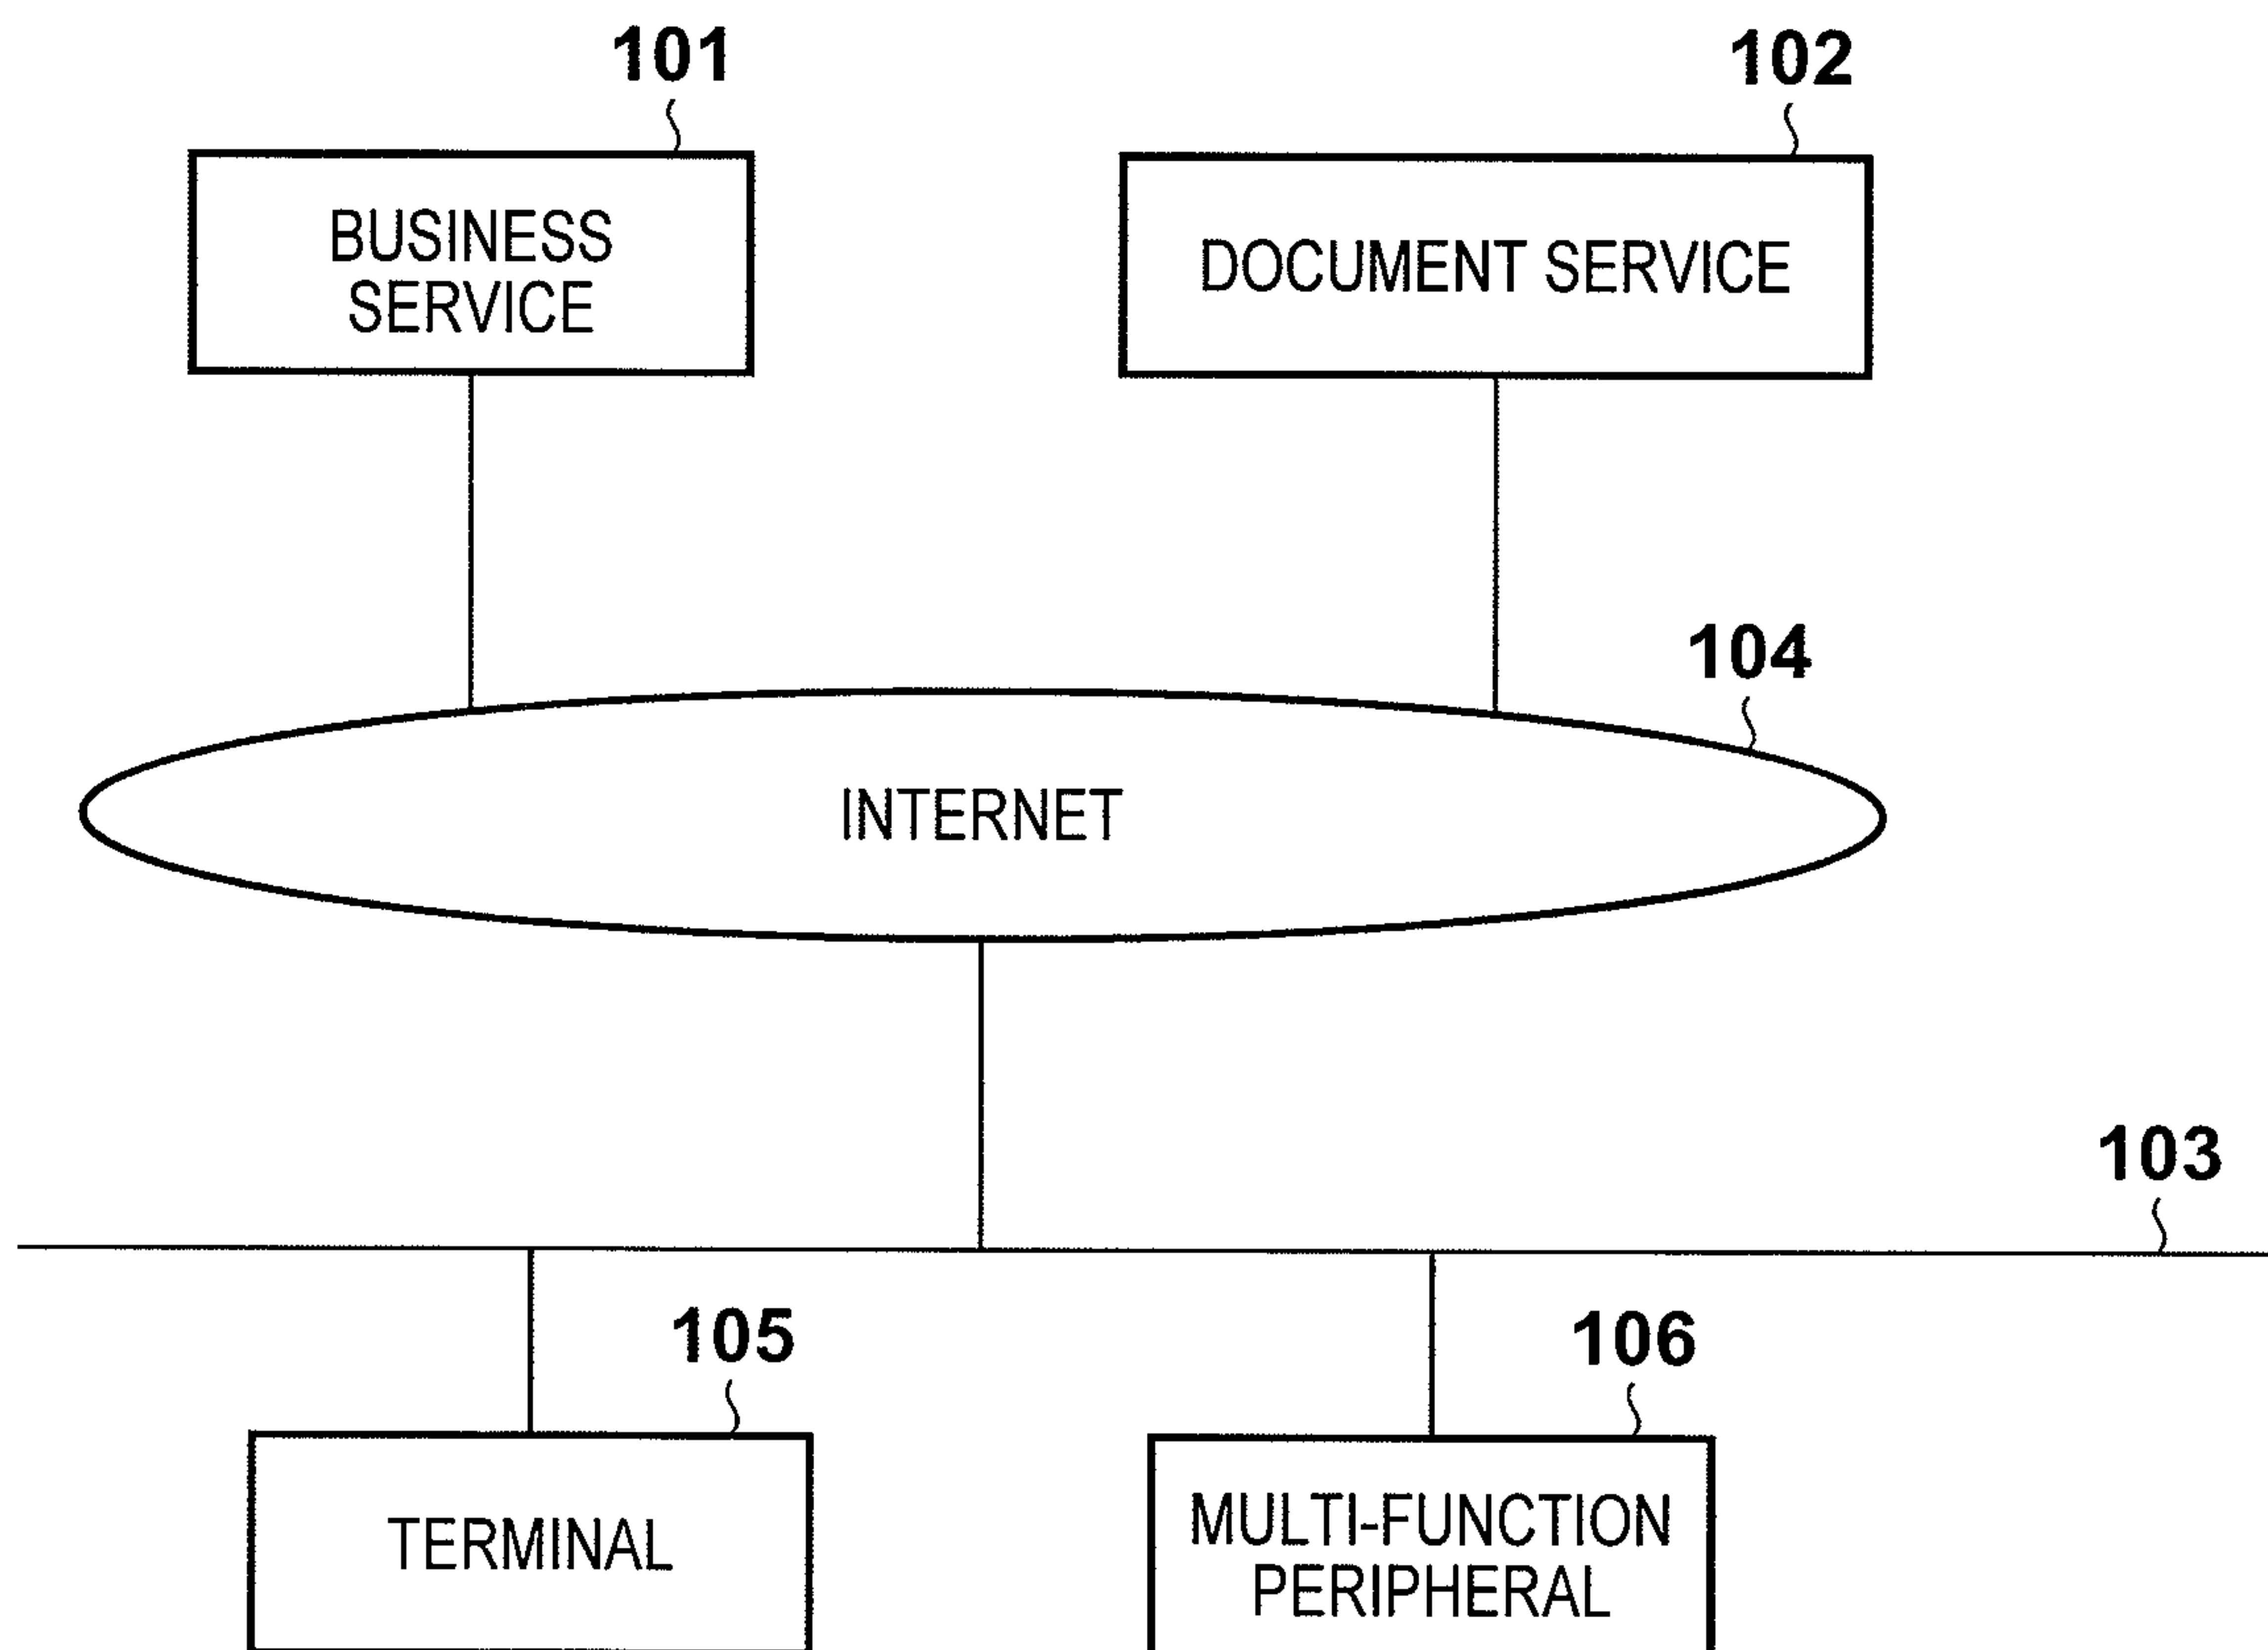 101
102
BUSINESS
SERVICE
DOCUMENT SERVICE
104
INTERNET
103
105
106
TERMINAL
MULTI-FUNCTION
PERIPHERAL